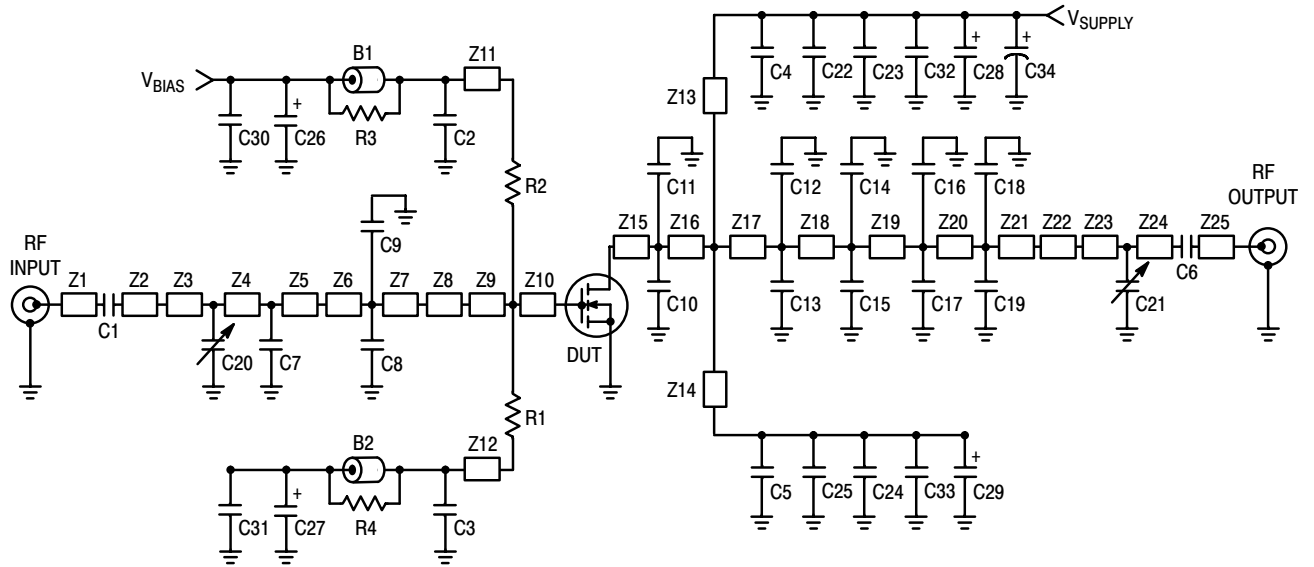 V SUPPLY
B1
Z11
V BIAS
C30
+
C26
R3
C2
Z13
C4
C22
C23
C32
+
C28
+
C34
R2
C11
C12
C14
C16
C18
RF
OUTPUT
C9
Z15
Z16
Z17
Z18
Z19
Z20
Z21
Z22
Z23
Z24
Z25
RF
INPUT
Z1
Z2
Z3
Z4
Z5
Z6
Z7
Z8
Z9
Z10
C1
C20
C7
C8
DUT
C10
C13
C15
C17
C19
C21
C6
Z14
R1
B2
Z12
C31
+
C27
R4
C3
C5
C25
C24
C33
+
C29